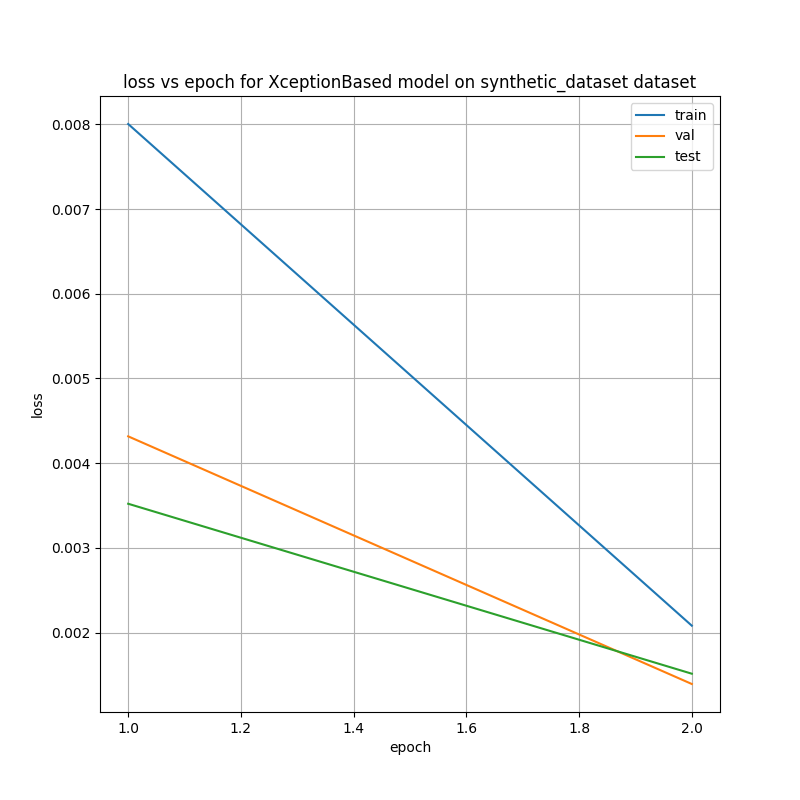 loss vs epoch for XceptionBased model on synthetic_dataset dataset
train
val
test
0.008
0.007
0.006
0.005
0.004
0.003
0.002
loss
1.0 1.2 1.4 1.6 1.8 2.0
epoch